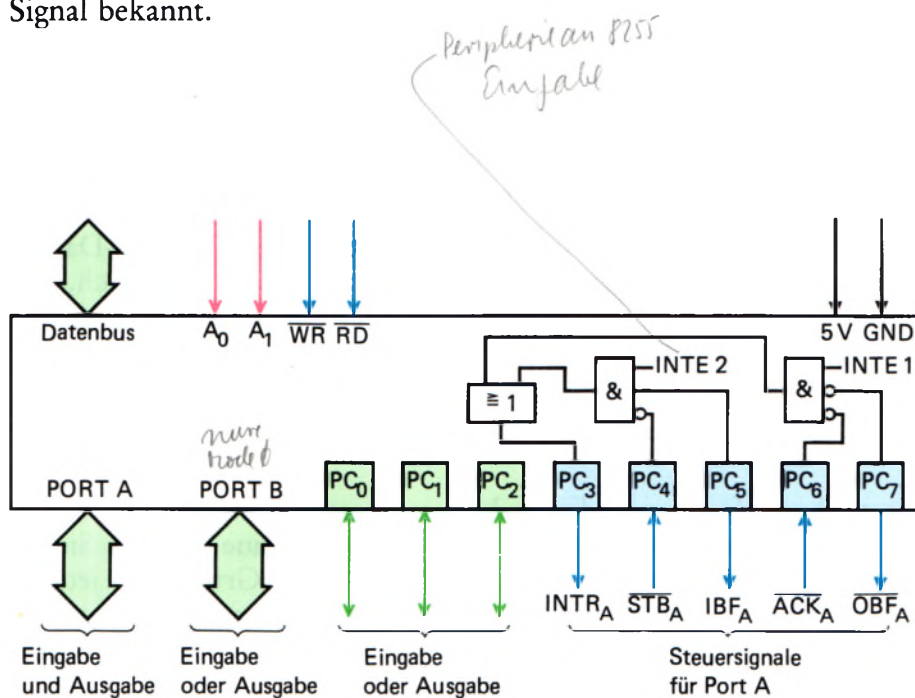 Signal bekannt.
Peripherie an 8255
Eingabe
Datenbus A0 A1 WR RD 5 V GND
INTE 2 INTE 1
≧ 1 & &
nur
Mode 0
PORT A PORT B PC0 PC1 PC2 PC3 PC4 PC5 PC6 PC7
INTRA STBA IBFA ACKA OBFA
Eingabe Eingabe Eingabe Steuersignale
und Ausgabe oder Ausgabe oder Ausgabe für Port A